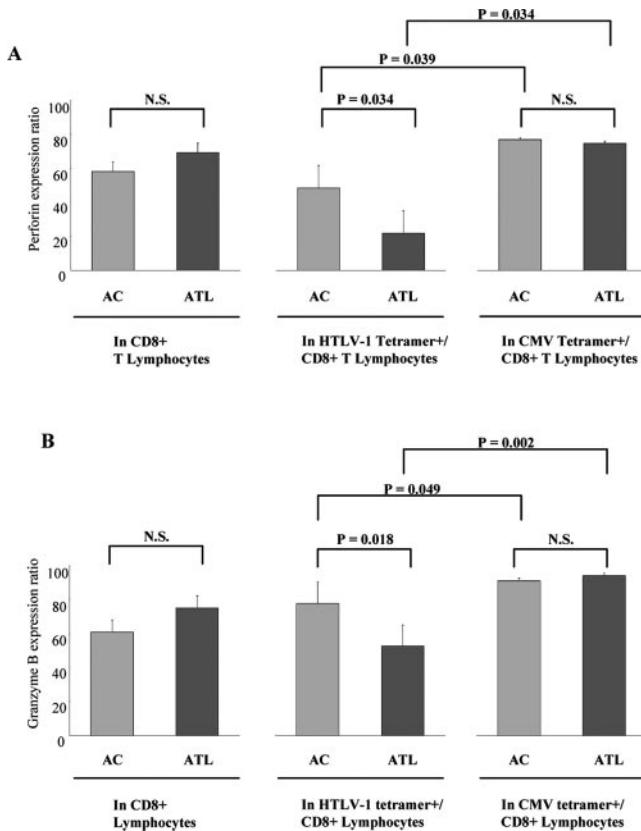 P = 0.034
A
P = 0.039
N.S.
P = 0.034
N.S.
Perforin expression ratio
100
80
60
40
20
0
AC ATL AC ATL AC ATL
In CD8+
T Lymphocytes
In HTLV-1 Tetramer+/
CD8+ T Lymphocytes
In CMV Tetramer+/
CD8+ T Lymphocytes
B
P = 0.002
P = 0.049
N.S.
P = 0.018
N.S.
Granzyme B expression ratio
100
80
60
40
20
0
AC ATL AC ATL AC ATL
In CD8+
Lymphocytes
In HTLV-1 tetramer+/
CD8+ Lymphocytes
In CMV tetramer+/
CD8+ Lymphocytes